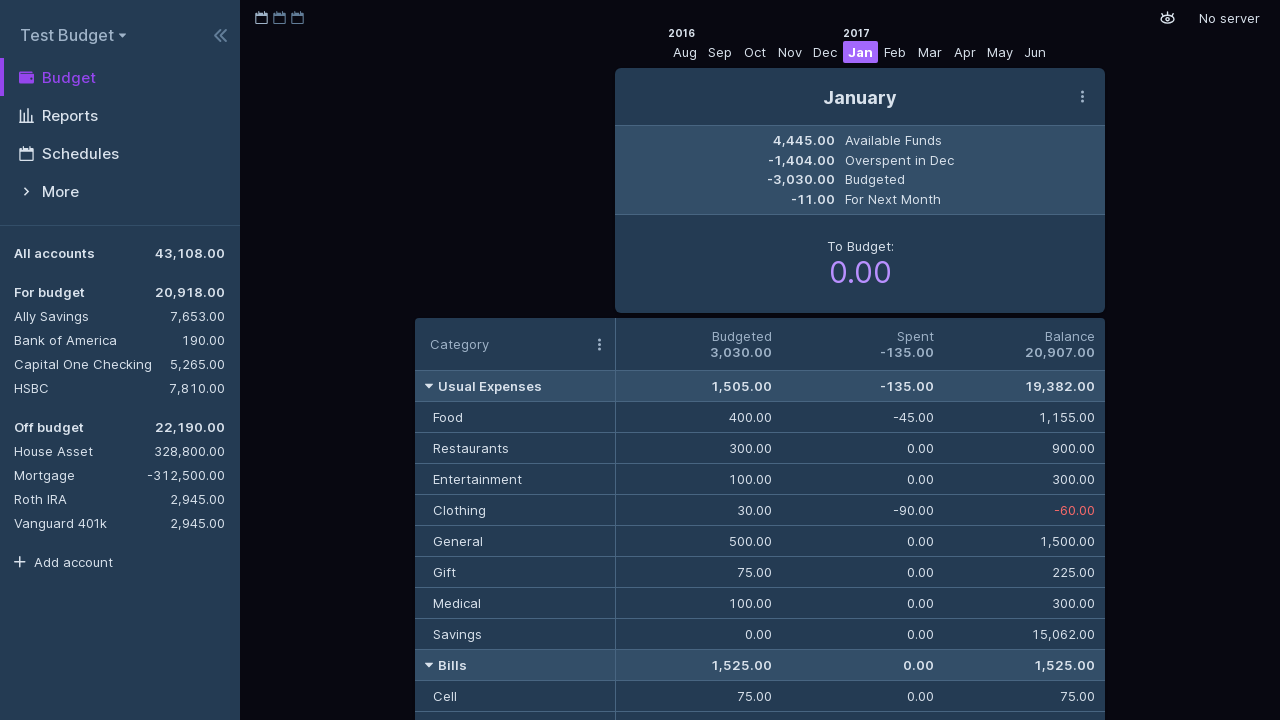 Test Budget
Budget
Reports
Schedules
More
All accounts 43,108.00
For budget 20,918.00
Ally Savings 7,653.00
Bank of America 190.00
Capital One Checking 5,265.00
HSBC 7,810.00
Off budget 22,190.00
House Asset 328,800.00
Mortgage -312,500.00
Roth IRA 2,945.00
Vanguard 401k 2,945.00
Add account
No server
2016 2017
Aug Sep Oct Nov Dec Jan Feb Mar Apr May Jun
January
4,445.00 Available Funds
-1,404.00 Overspent in Dec
-3,030.00 Budgeted
-11.00 For Next Month
To Budget:
0.00
Category Budgeted Spent Balance
3,030.00 -135.00 20,907.00
Usual Expenses 1,505.00 -135.00 19,382.00
Food 400.00 -45.00 1,155.00
Restaurants 300.00 0.00 900.00
Entertainment 100.00 0.00 300.00
Clothing 30.00 -90.00 -60.00
General 500.00 0.00 1,500.00
Gift 75.00 0.00 225.00
Medical 100.00 0.00 300.00
Savings 0.00 0.00 15,062.00
Bills 1,525.00 0.00 1,525.00
Cell 75.00 0.00 75.00